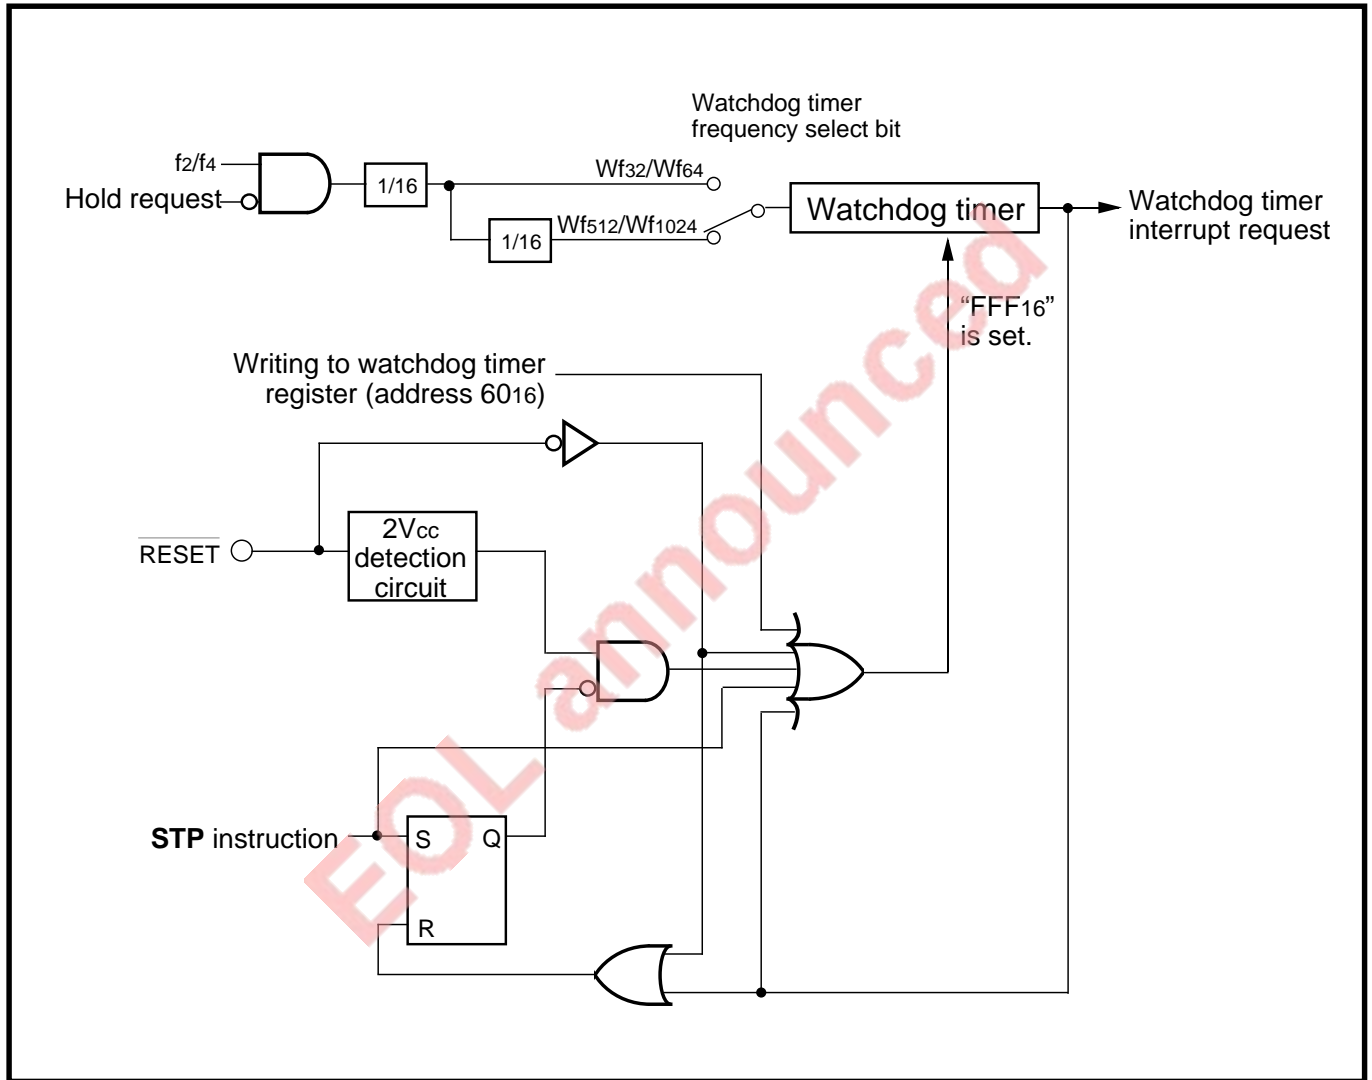 Watchdog timer
frequency select bit
f2/f4
Hold request
1/16
Wf32/Wf64
1/16
Wf512/Wf1024
Watchdog timer
Watchdog timer
interrupt request
“FFF16”
is set.
Writing to watchdog timer
register (address 6016)
RESET
2Vcc
detection
circuit
STP instruction
S
Q
R
EOL announced